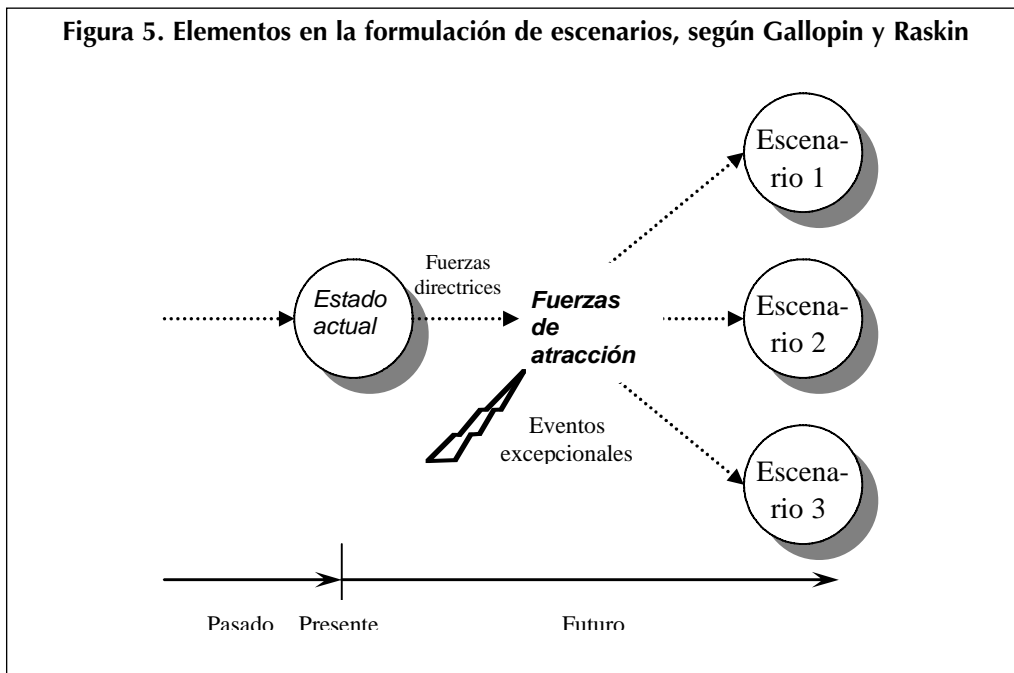 Figura 5. Elementos en la formulación de escenarios, según Gallopin y Raskin
Escena-
rio 1
Fuerzas
directrices
Estado
actual
Fuerzas
de
atracción
Escena-
rio 2
Eventos
excepcionales
Escena-
rio 3
Pasado Presente Futuro